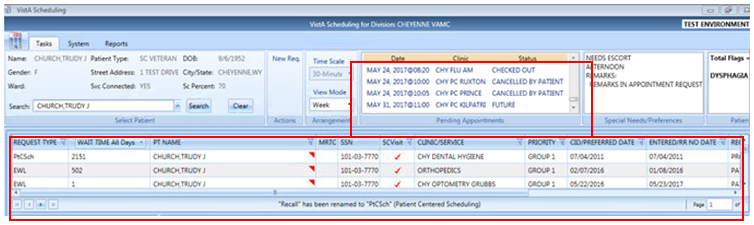 VistA Scheduling
VistA Scheduling for Division: CHEYENNE VAMC
TEST ENVIRONMENT
Tasks System Reports
Name: CHURCH,TRUDY J Patient Type: SC VETERAN DOB: 9/6/1952
Gender: F Street Address: 1 TEST DRIVE City/State: CHEYENNE,WY
Ward: Svc Connected: YES Sc Percent: 70
Search: CHURCH,TRUDY J Search Clear
Select Patient
New Req.
Actions
Time Scale
30-Minute
View Mode
Week
Arrangement
Date Clinic Status
MAY 24, 2017@08:20 CHY FLU AM CHECKED OUT
MAY 24, 2017@09:10 CHY PC RUXTON CANCELLED BY PATIENT
MAY 24, 2017@10:05 CHY PC PRINCE CANCELLED BY PATIENT
MAY 31, 2017@11:00 CHY PC KILPATRI FUTURE
Pending Appointments
NEEDS ESCORT
AFTERNOON
REMARKS:
REMARKS IN APPOINTMENT REQUEST
Special Needs/Preferences
Total Flags =
DYSPHAGIA
Patien
REQUEST TYPE WAIT TIME All Days PT NAME MRTC SSN SCVisit CLINIC/SERVICE PRIORITY CID/PREFERRED DATE ENTERED/RR NO DATE REC
PtCSch 2151 CHURCH,TRUDY J 101-03-7770 ✓ CHY DENTAL HYGIENE GROUP 1 07/04/2011 07/04/2011 PRO
EWL 502 CHURCH,TRUDY J 101-03-7770 ✓ ORTHOPEDICS GROUP 1 02/07/2016 01/08/2016 PA
EWL 1 CHURCH,TRUDY J 101-03-7770 ✓ CHY OPTOMETRY GRUBBS GROUP 1 05/22/2016 05/23/2017 PA
"Recall" has been renamed to "PtCSch" (Patient Centered Scheduling)
Page 1 of